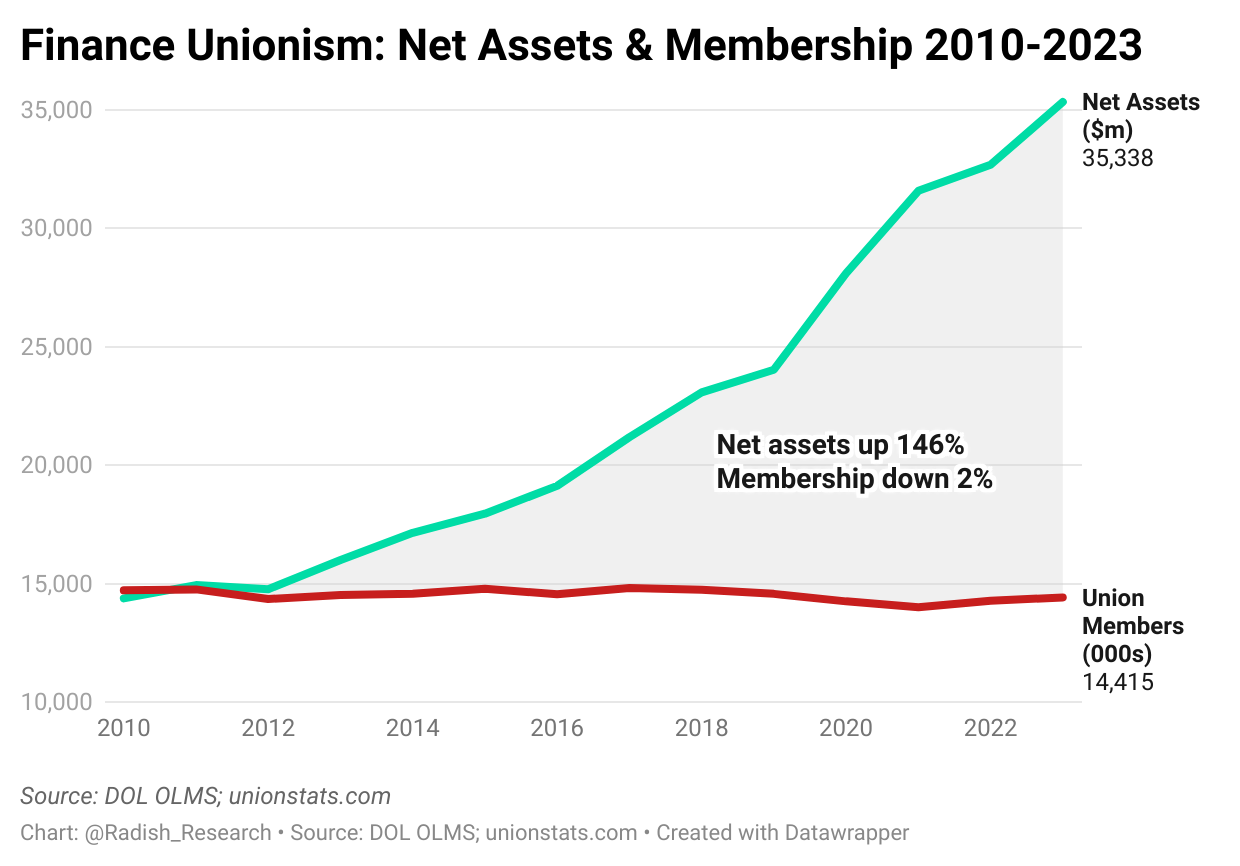 Finance Unionism: Net Assets & Membership 2010-2023
35,000
30,000
25,000
20,000
15,000
10,000
Net Assets
($m)
35,338
Net assets up 146%
Membership down 2%
Union
Members
(000s)
14,415
2010
2012
2014
2016
2018
2020
2022
Source: DOL OLMS; unionstats.com
Chart: @Radish_Research • Source: DOL OLMS; unionstats.com • Created with Datawrapper